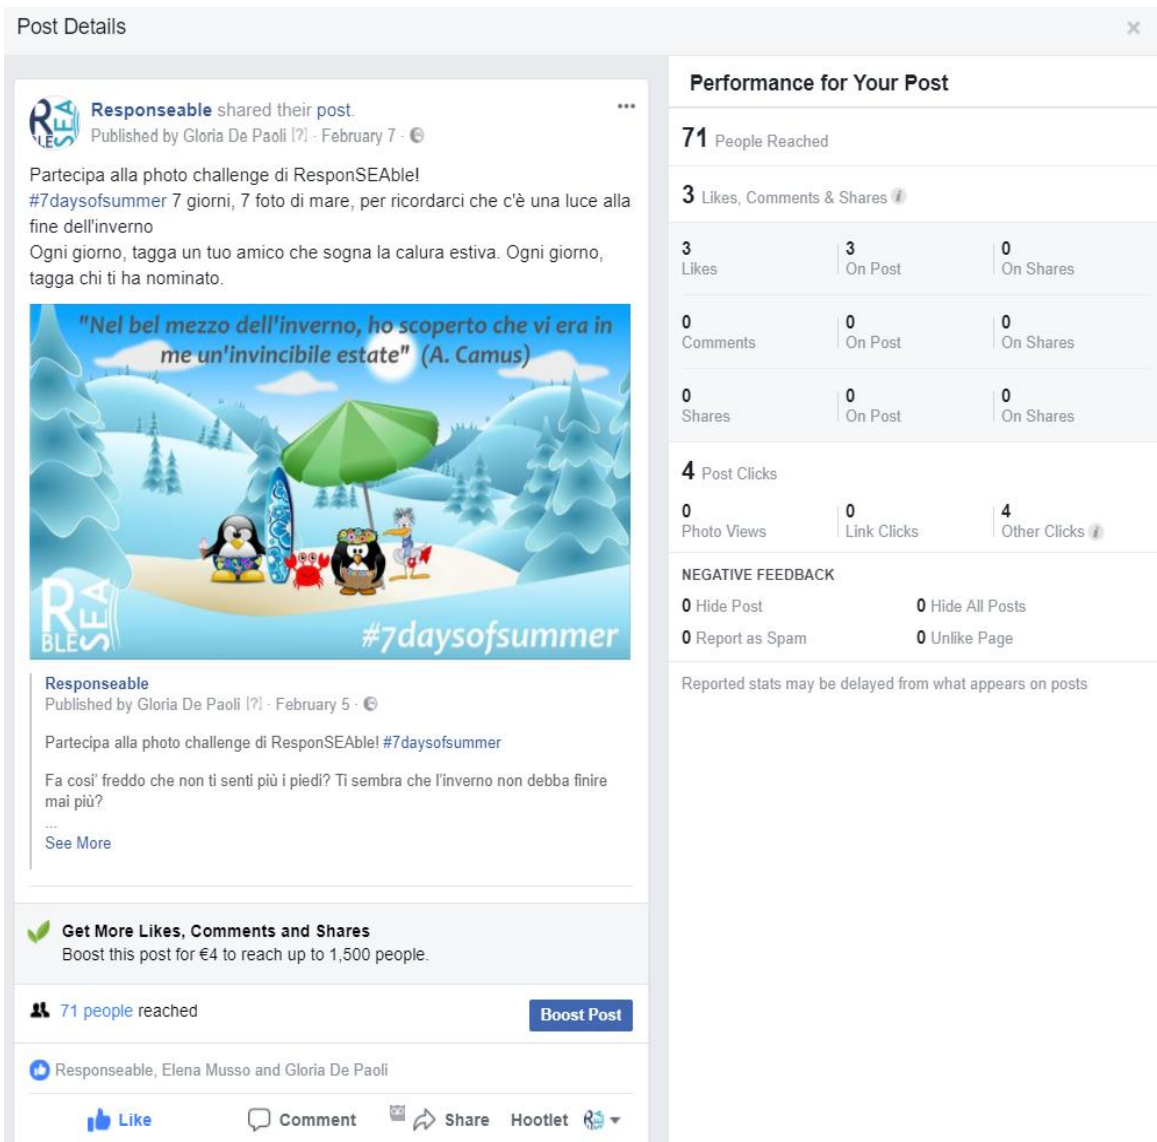 Post Details
Responseable shared their post.
Published by Gloria De Paoli [?] · February 7 ·
Partecipa alla photo challenge di ResponSEAble!
#7daysofsummer 7 giorni, 7 foto di mare, per ricordarci che c'è una luce alla
fine dell'inverno
Ogni giorno, tagga un tuo amico che sogna la calura estiva. Ogni giorno,
tagga chi ti ha nominato.
"Nel bel mezzo dell'inverno, ho scoperto che vi era in
me un'invincibile estate" (A. Camus)
R
BLE
SEA
#7daysofsummer
Responseable
Published by Gloria De Paoli [?] · February 5 ·
Partecipa alla photo challenge di ResponSEAble! #7daysofsummer
Fa cosi' freddo che non ti senti più i piedi? Ti sembra che l'inverno non debba finire
mai più?
...
See More
Get More Likes, Comments and Shares
Boost this post for €4 to reach up to 1,500 people.
71 people reached
Boost Post
Responseable, Elena Musso and Gloria De Paoli
Like Comment Share Hootlet
Performance for Your Post
71 People Reached
3 Likes, Comments & Shares
3 3 0
Likes On Post On Shares
0 0 0
Comments On Post On Shares
0 0 0
Shares On Post On Shares
4 Post Clicks
0 0 4
Photo Views Link Clicks Other Clicks
NEGATIVE FEEDBACK
0 Hide Post 0 Hide All Posts
0 Report as Spam 0 Unlike Page
Reported stats may be delayed from what appears on posts